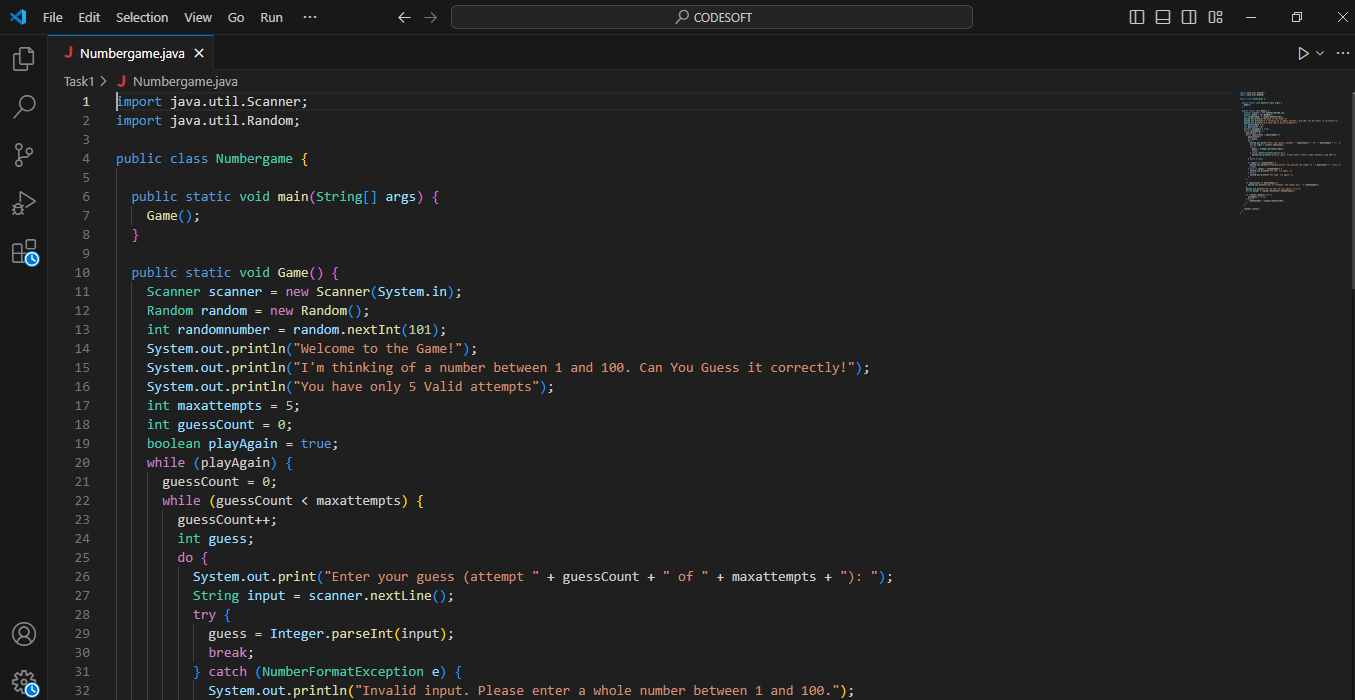 File Edit Selection View Go Run ···
CODESOFT
J Numbergame.java
Task1 > J Numbergame.java
1 import java.util.Scanner;
2 import java.util.Random;
3
4 public class Numbergame {
5
6 public static void main(String[] args) {
7 Game();
8 }
9
10 public static void Game() {
11 Scanner scanner = new Scanner(System.in);
12 Random random = new Random();
13 int randomnumber = random.nextInt(101);
14 System.out.println("Welcome to the Game!");
15 System.out.println("I'm thinking of a number between 1 and 100. Can You Guess it correctly!");
16 System.out.println("You have only 5 Valid attempts");
17 int maxattempts = 5;
18 int guessCount = 0;
19 boolean playAgain = true;
20 while (playAgain) {
21 guessCount = 0;
22 while (guessCount < maxattempts) {
23 guessCount++;
24 int guess;
25 do {
26 System.out.print("Enter your guess (attempt " + guessCount + " of " + maxattempts + "): ");
27 String input = scanner.nextLine();
28 try {
29 guess = Integer.parseInt(input);
30 break;
31 } catch (NumberFormatException e) {
32 System.out.println("Invalid input. Please enter a whole number between 1 and 100.");